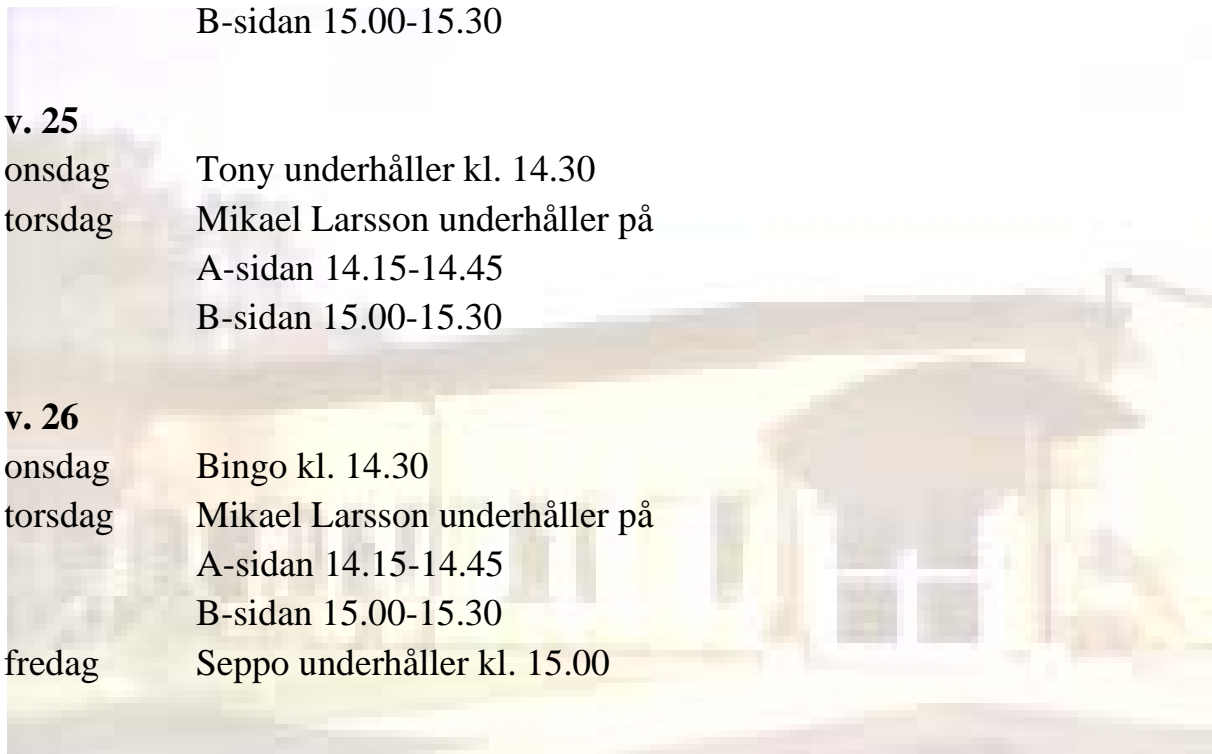 B-sidan 15.00-15.30
v. 25
onsdag Tony underhåller kl. 14.30
torsdag Mikael Larsson underhåller på
A-sidan 14.15-14.45
B-sidan 15.00-15.30
v. 26
onsdag Bingo kl. 14.30
torsdag Mikael Larsson underhåller på
A-sidan 14.15-14.45
B-sidan 15.00-15.30
fredag Seppo underhåller kl. 15.00